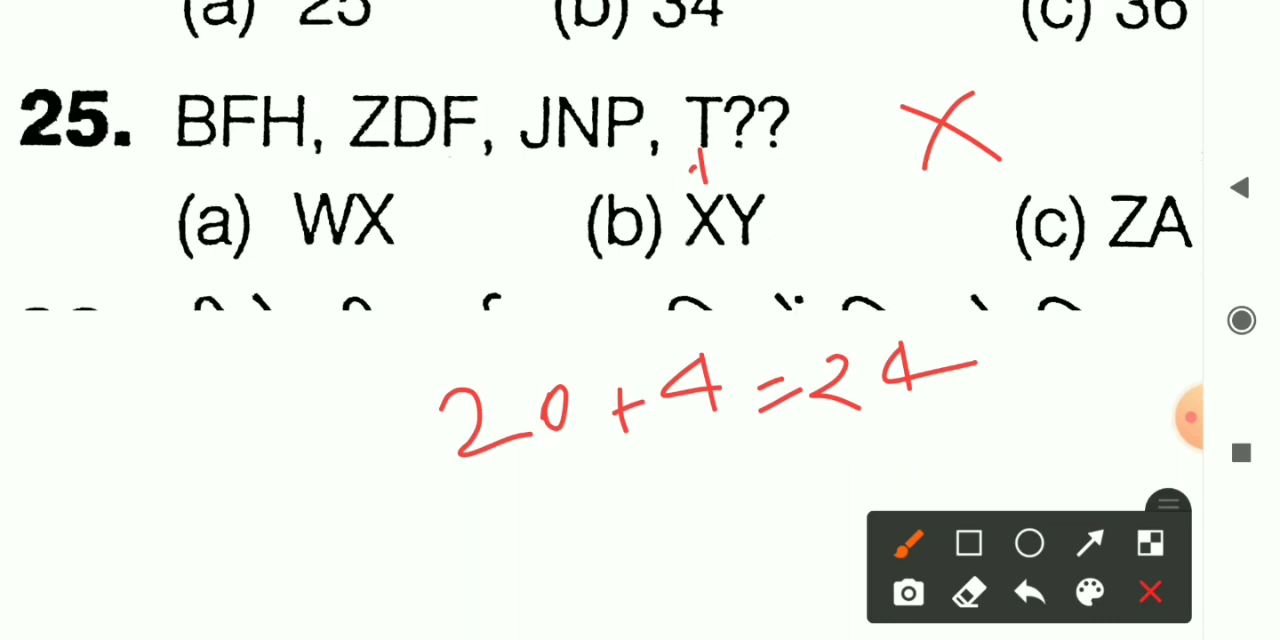 (a) 25 (b) 34 (c) 36
25. BFH, ZDF, JNP, T??
(a) WX (b) XY (c) ZA
20 + 4 = 24